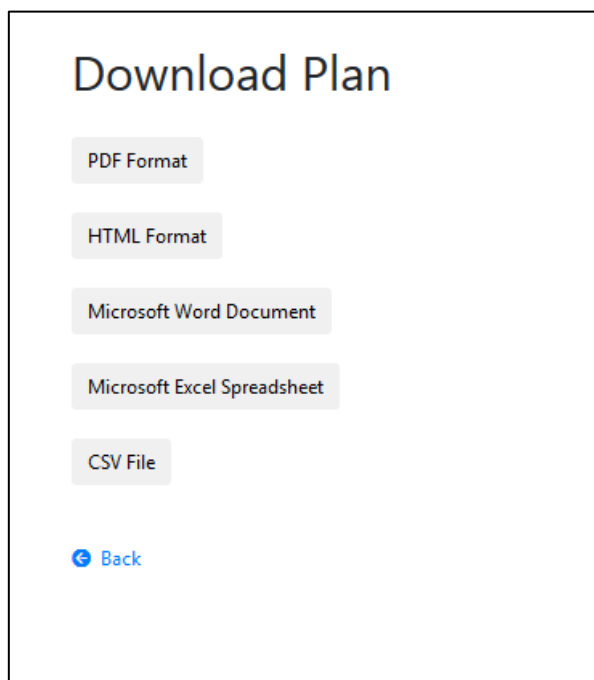 Download Plan
PDF Format
HTML Format
Microsoft Word Document
Microsoft Excel Spreadsheet
CSV File
Back